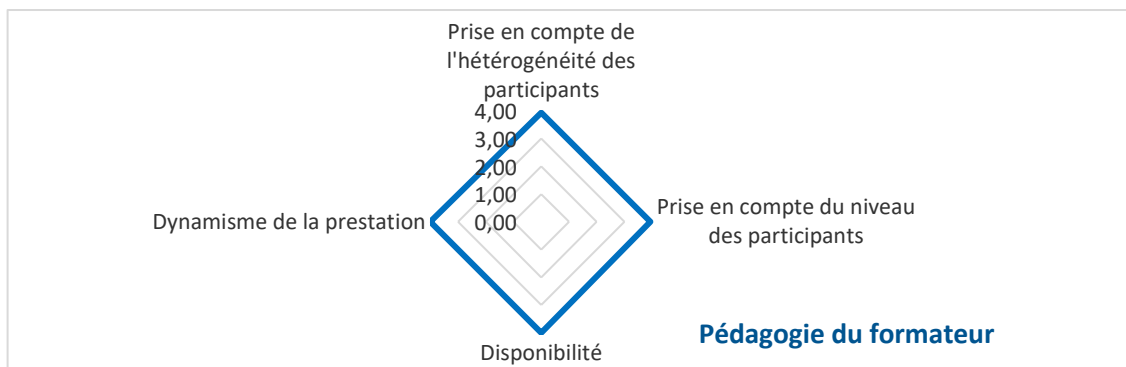 Prise en compte de
l'hétérogénéité des
participants
4,00
3,00
2,00
1,00
0,00
Prise en compte du niveau
des participants
Dynamisme de la prestation
Pédagogie du formateur
Disponibilité